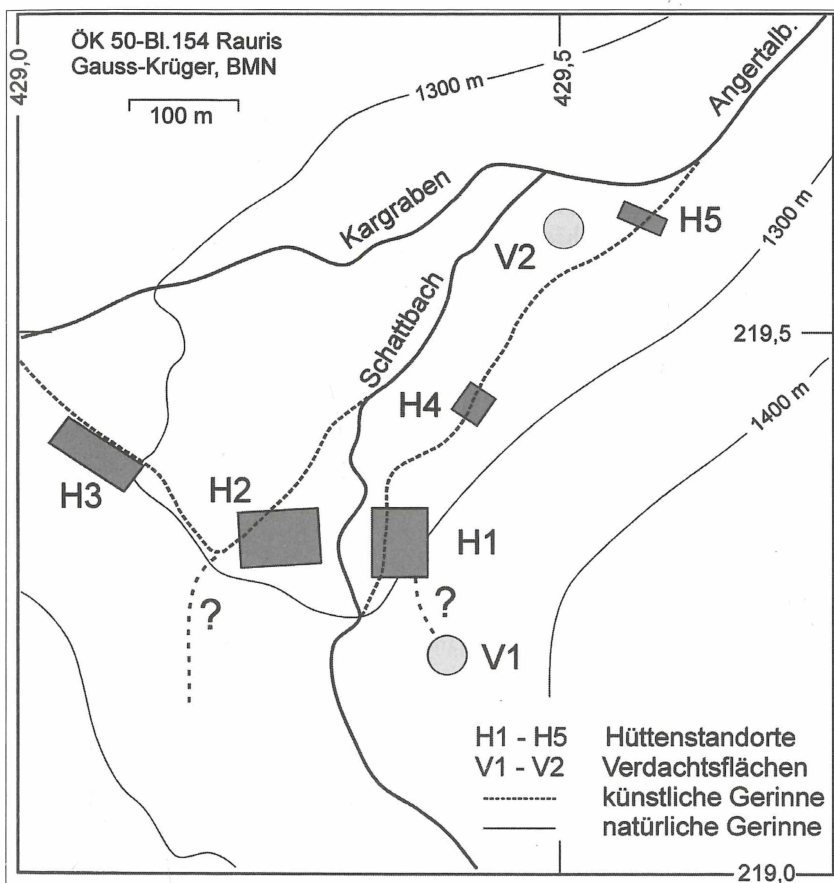 ÖK 50-Bl.154 Rauris
Gauss-Krüger, BMN
100 m
429,0
429,5
1300 m
Angertalb.
Kargraben
Schattbach
V2
H5
1300 m
219,5
1400 m
H4
H3
H2
H1
?
?
V1
H1 - H5 Hüttenstandorte
V1 - V2 Verdachtsflächen
künstliche Gerinne
natürliche Gerinne
219,0